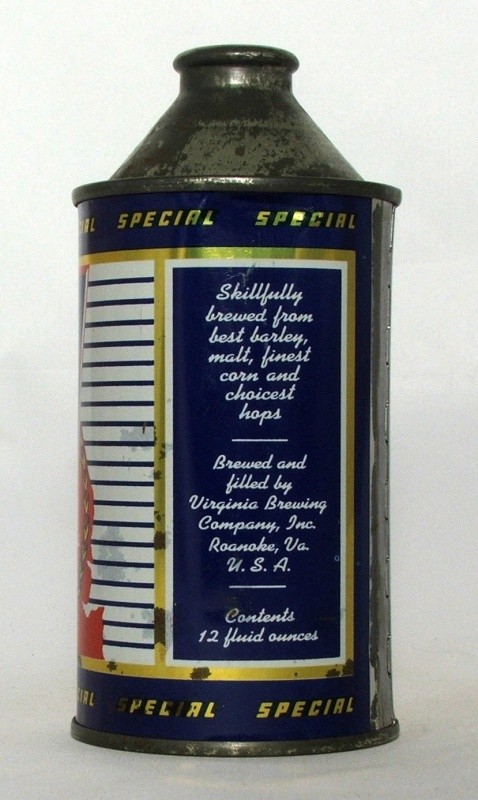 SPECIAL SPECIAL
Skillfully
brewed from
best barley,
malt, finest
corn and
choicest
hops
Brewed and
filled by
Virginia Brewing
Company, Inc.
Roanoke, Va.
U. S. A.
Contents
12 fluid ounces
SPECIAL SPECIAL